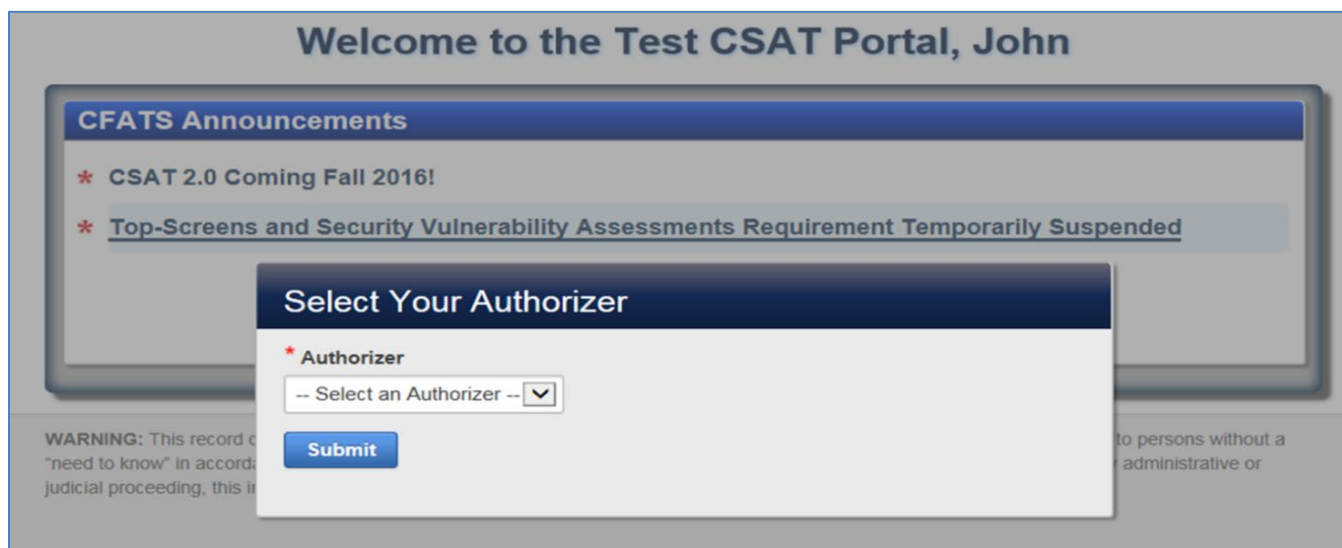 Welcome to the Test CSAT Portal, John
CFATS Announcements
* CSAT 2.0 Coming Fall 2016!
* Top-Screens and Security Vulnerability Assessments Requirement Temporarily Suspended
Select Your Authorizer
* Authorizer
-- Select an Authorizer --
Submit
WARNING: This record
to persons without a
"need to know" in
administrative or
judicial proceeding, this